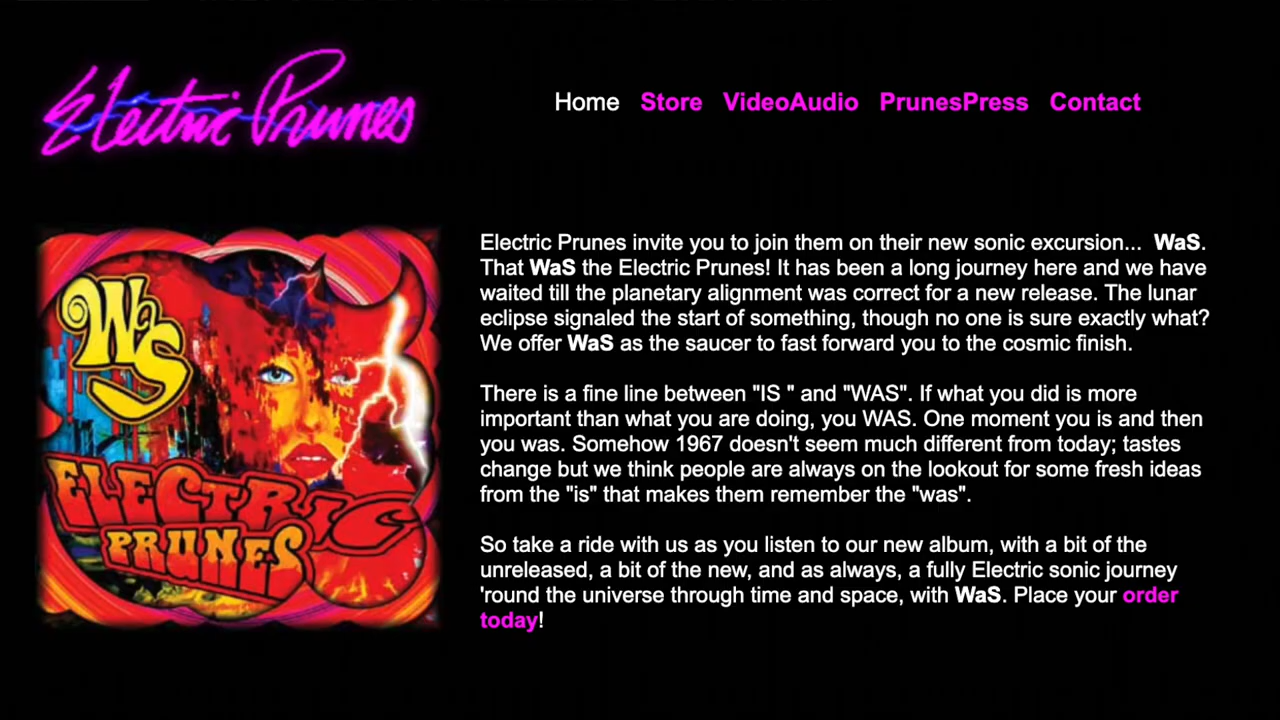 Electric Prunes
Home Store VideoAudio PrunesPress Contact
WaS
ELECTRIC
PRUNES
Electric Prunes invite you to join them on their new sonic excursion... WaS.
That WaS the Electric Prunes! It has been a long journey here and we have
waited till the planetary alignment was correct for a new release. The lunar
eclipse signaled the start of something, though no one is sure exactly what?
We offer WaS as the saucer to fast forward you to the cosmic finish.
There is a fine line between "IS " and "WAS". If what you did is more
important than what you are doing, you WAS. One moment you is and then
you was. Somehow 1967 doesn't seem much different from today; tastes
change but we think people are always on the lookout for some fresh ideas
from the "is" that makes them remember the "was".
So take a ride with us as you listen to our new album, with a bit of the
unreleased, a bit of the new, and as always, a fully Electric sonic journey
'round the universe through time and space, with WaS. Place your order
today!